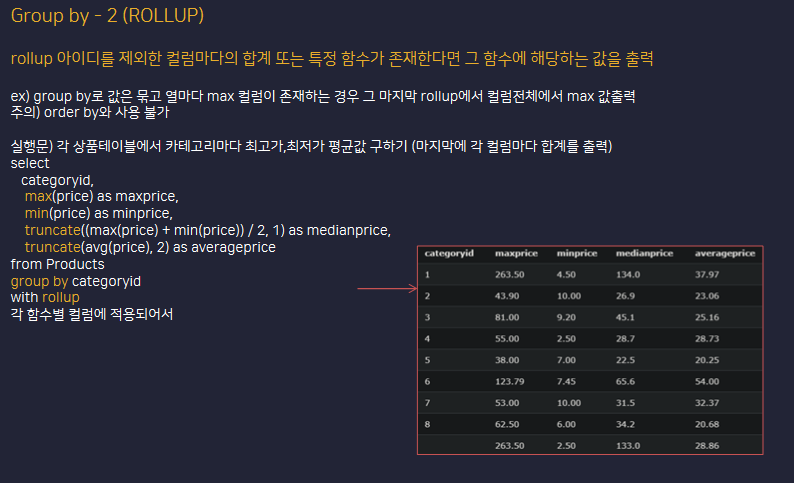 Group by - 2 (ROLLUP)
rollup 아이디를 제외한 컬럼마다의 합계 또는 특정 함수가 존재한다면 그 함수에 해당하는 값을 출력
ex) group by로 값은 묶고 열마다 max 컬럼이 존재하는 경우 그 마지막 rollup에서 컬럼전체에서 max 값출력
주의) order by와 사용 불가
실행문) 각 상품테이블에서 카테고리마다 최고가,최저가 평균값 구하기 (마지막에 각 컬럼마다 합계를 출력)
select
categoryid,
max(price) as maxprice,
min(price) as minprice,
truncate((max(price) + min(price)) / 2, 1) as medianprice,
truncate(avg(price), 2) as averageprice
from Products
group by categoryid
with rollup
각 함수별 컬럼에 적용되어서
categoryid maxprice minprice medianprice averageprice
1 263.50 4.50 134.0 37.97
2 43.90 10.00 26.9 23.06
3 81.00 9.20 45.1 25.16
4 55.00 2.50 28.7 28.73
5 38.00 7.00 22.5 20.25
6 123.79 7.45 65.6 54.00
7 53.00 10.00 31.5 32.37
8 62.50 6.00 34.2 20.68
263.50 2.50 133.0 28.86